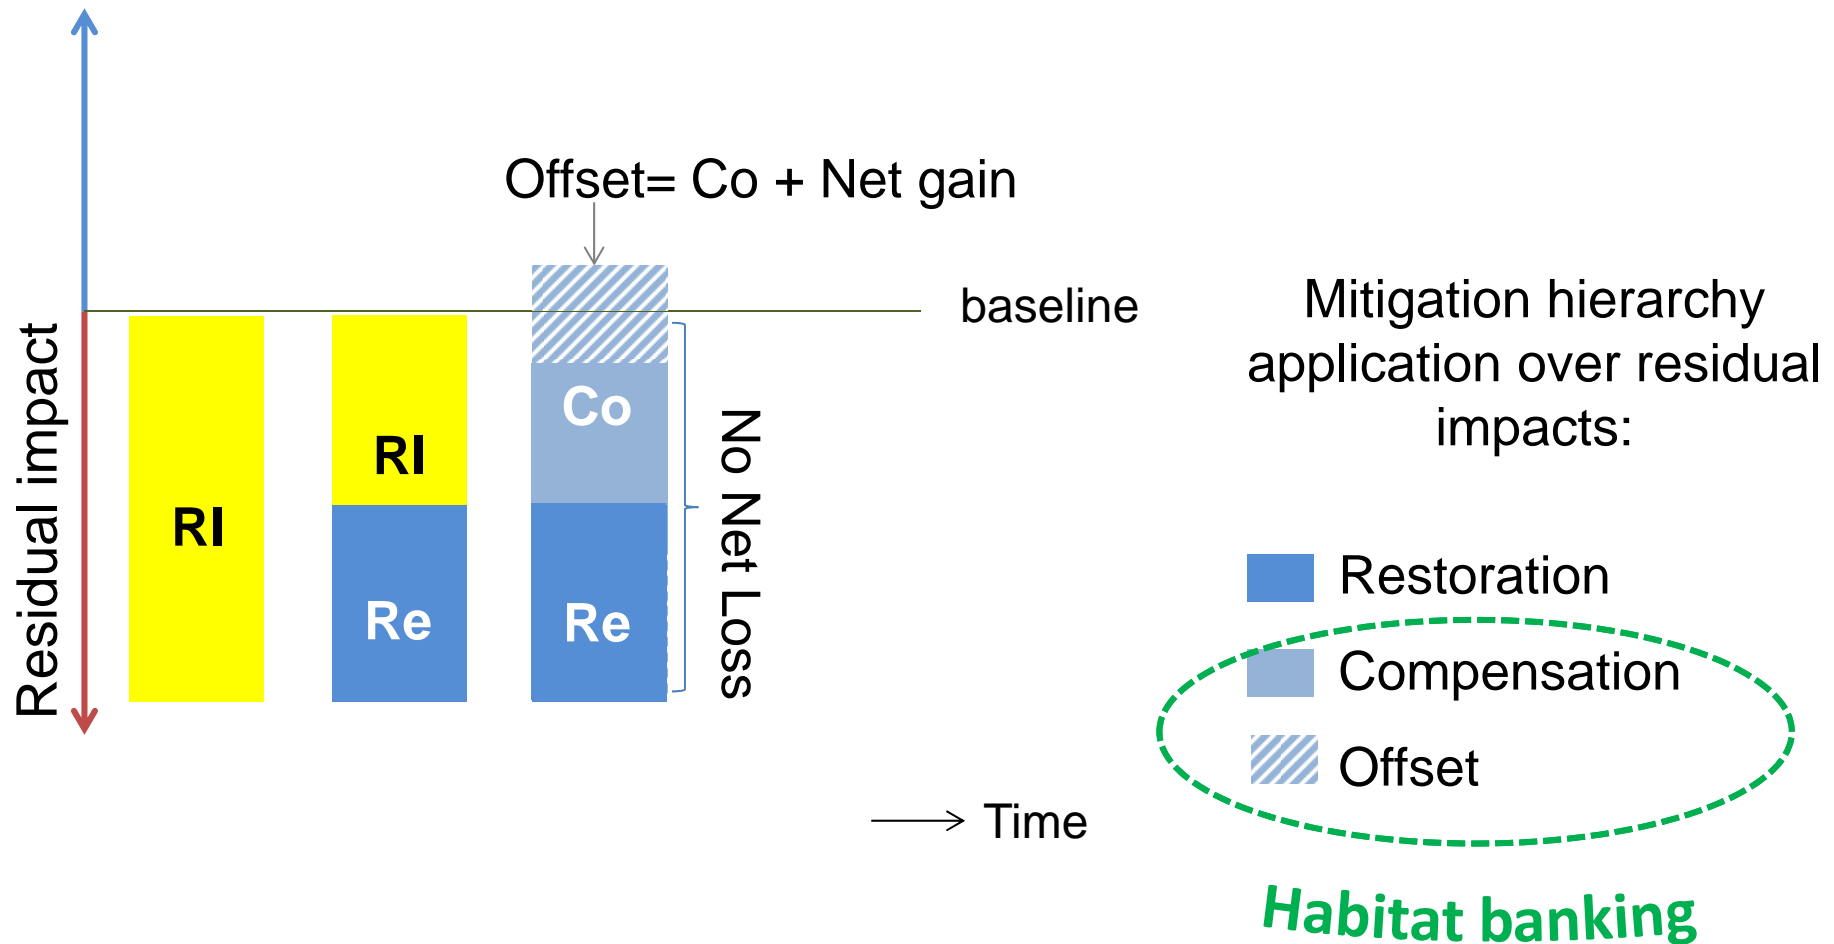 Offset= Co + Net gain
baseline
Residual impact
RI
RI
Re
Co
Re
No Net Loss
Time
Mitigation hierarchy
application over residual
impacts:
Restoration
Compensation
Offset
Habitat banking